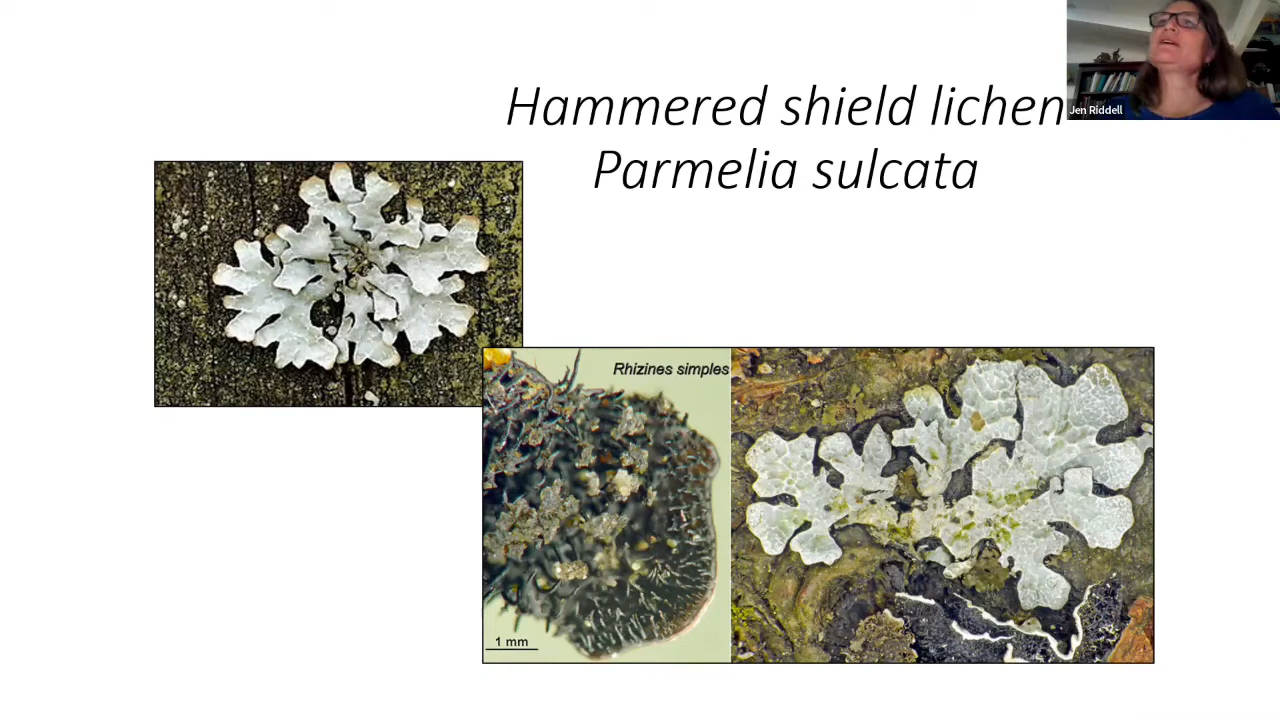 Hammered shield lichen
Parmelia sulcata
Jen Riddell
Rhizines simples
1 mm